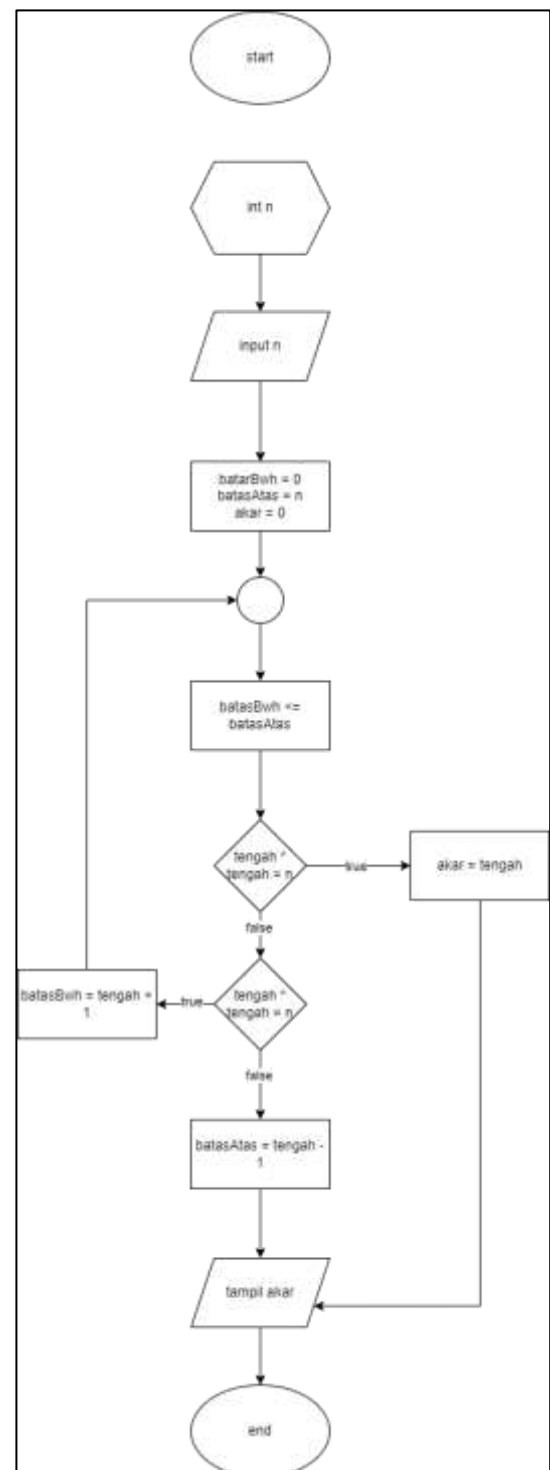 start
int n
input n
batarBwh = 0
batasAtas = n
akar = 0
batasBwh <=
batasAtas
tengah *
tengah = n
true
akar = tengah
false
tengah *
tengah = n
true
batasBwh = tengah +
1
false
batasAtas = tengah -
1
tampil akar
end